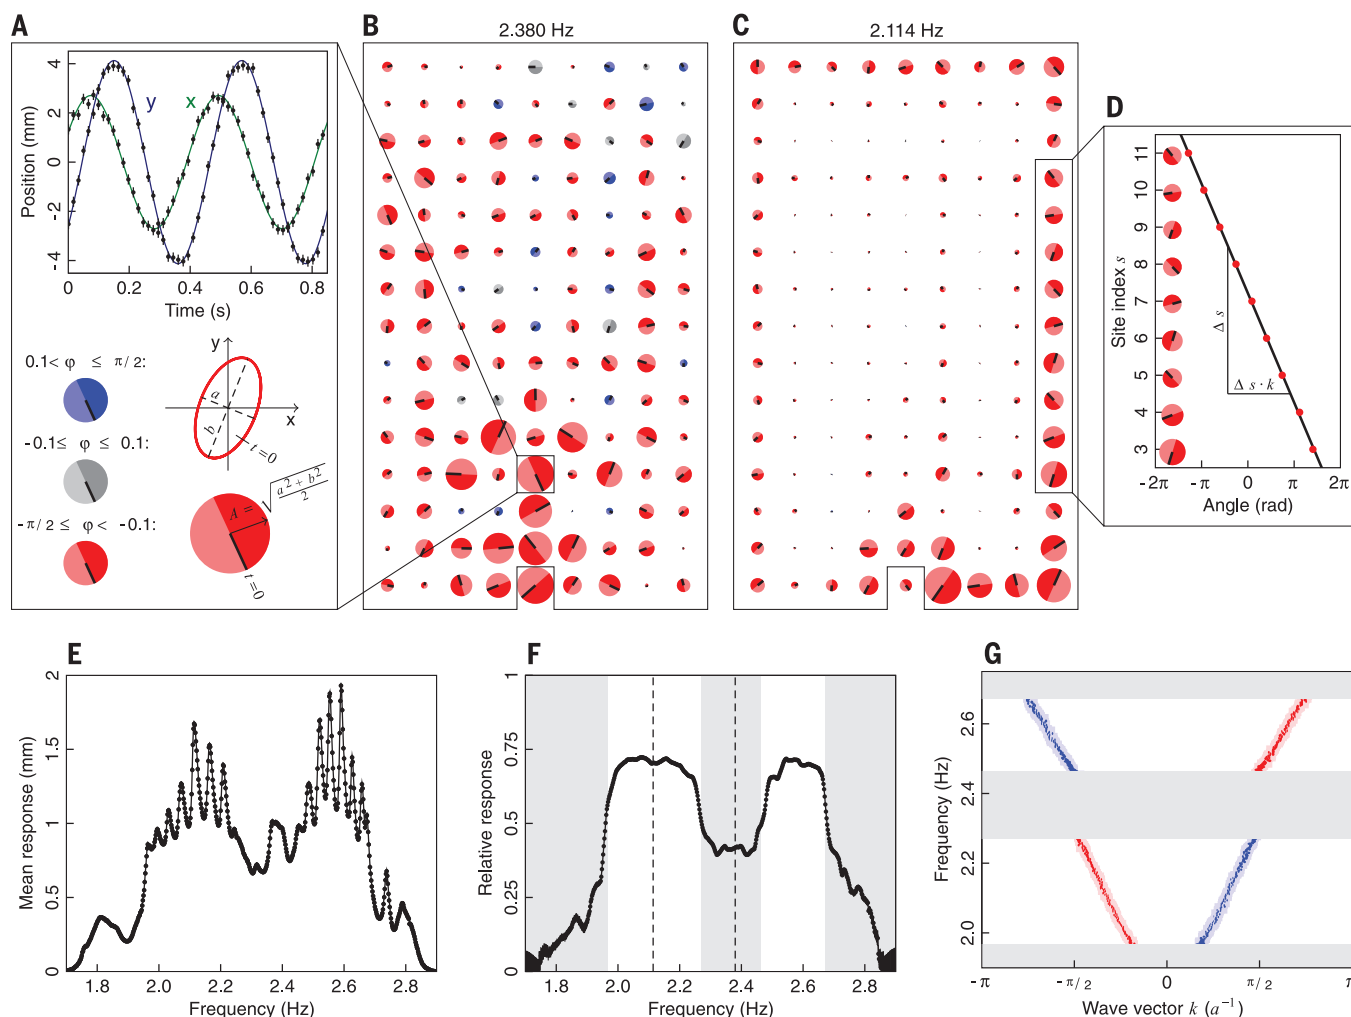 A
B
2.380 Hz
C
2.114 Hz
D
4
2
0
-2
-4
Position (mm)
y
x
0
0.2
0.4
0.6
0.8
Time (s)
0.1< φ ≤ π/2:
-0.1≤ φ ≤ 0.1:
-π/2 ≤ φ< -0.1:
y
x
a
b
t=0
A = √(a² + b²)/2
t=0
11
10
9
8
7
6
5
4
3
Site index s
Δ s
Δ s · k
-2π
-π
0
π
2π
Angle (rad)
E
2
1.5
1
0.5
0
Mean response (mm)
1.8
2.0
2.2
2.4
2.6
2.8
Frequency (Hz)
F
1
0.75
0.5
0.25
0
Relative response
1.8
2.0
2.2
2.4
2.6
2.8
Frequency (Hz)
G
2.6
2.4
2.2
2.0
Frequency (Hz)
-π
-π/2
0
π/2
π
Wave vector k (a⁻¹)